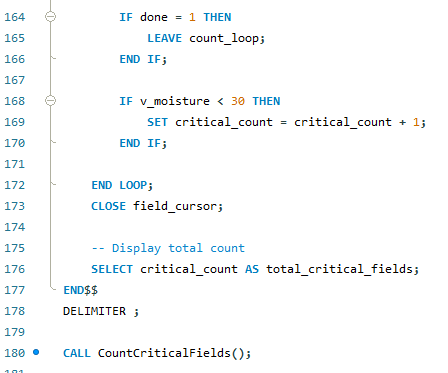 164 IF done = 1 THEN
165 LEAVE count_loop;
166 END IF;
167
168 IF v_moisture < 30 THEN
169 SET critical_count = critical_count + 1;
170 END IF;
171
172 END LOOP;
173 CLOSE field_cursor;
174
175 -- Display total count
176 SELECT critical_count AS total_critical_fields;
177 END$$
178 DELIMITER ;
179
180 CALL CountCriticalFields();